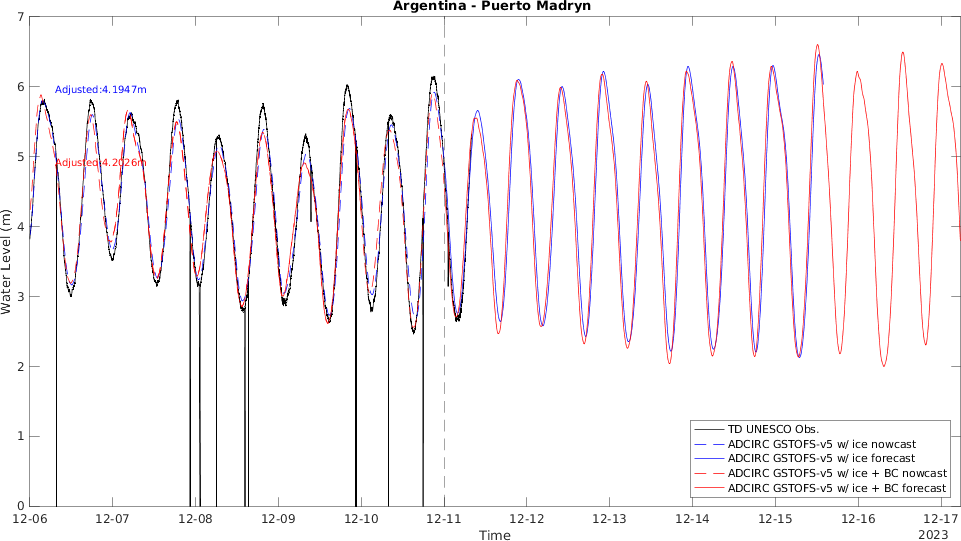 Argentina - Puerto Madryn
7
6
5
4
3
2
1
0
Water Level (m)
Adjusted:4.1947m
Adjusted:4.2026m
TD UNESCO Obs.
ADCIRC GSTOFS-v5 w/ ice nowcast
ADCIRC GSTOFS-v5 w/ ice forecast
ADCIRC GSTOFS-v5 w/ ice + BC nowcast
ADCIRC GSTOFS-v5 w/ ice + BC forecast
12-06 12-07 12-08 12-09 12-10 12-11 12-12 12-13 12-14 12-15 12-16 12-17
Time
2023